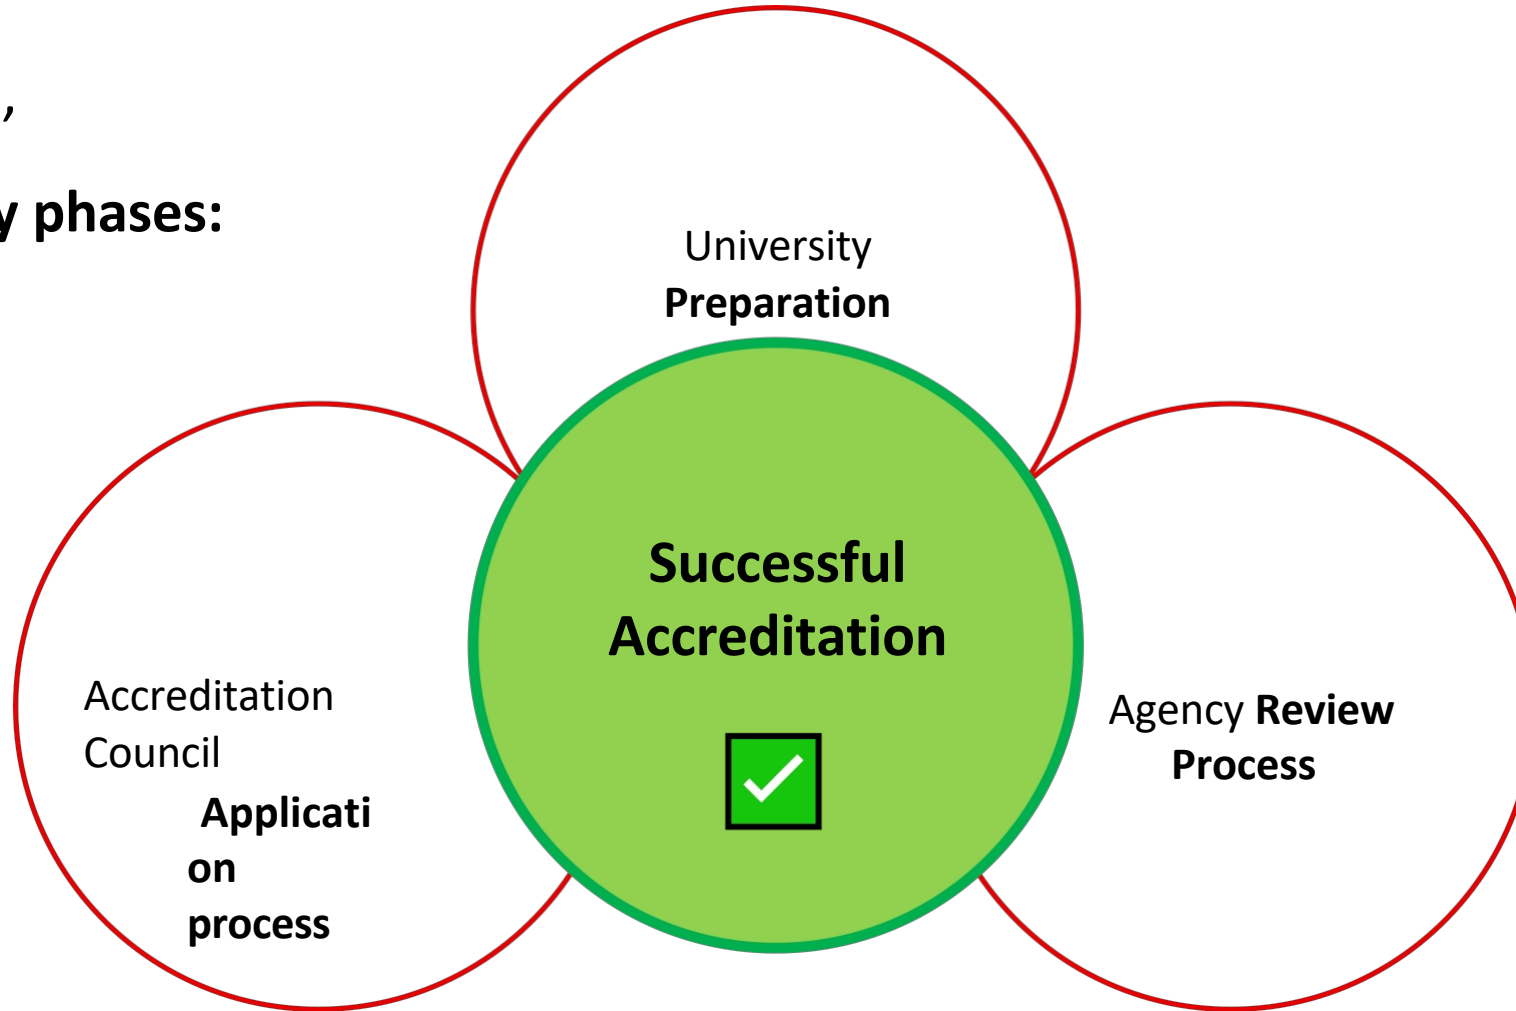 ,
y phases:
University
Preparation
Successful
Accreditation
Accreditation
Council
Applicati
on
process
Agency Review
Process